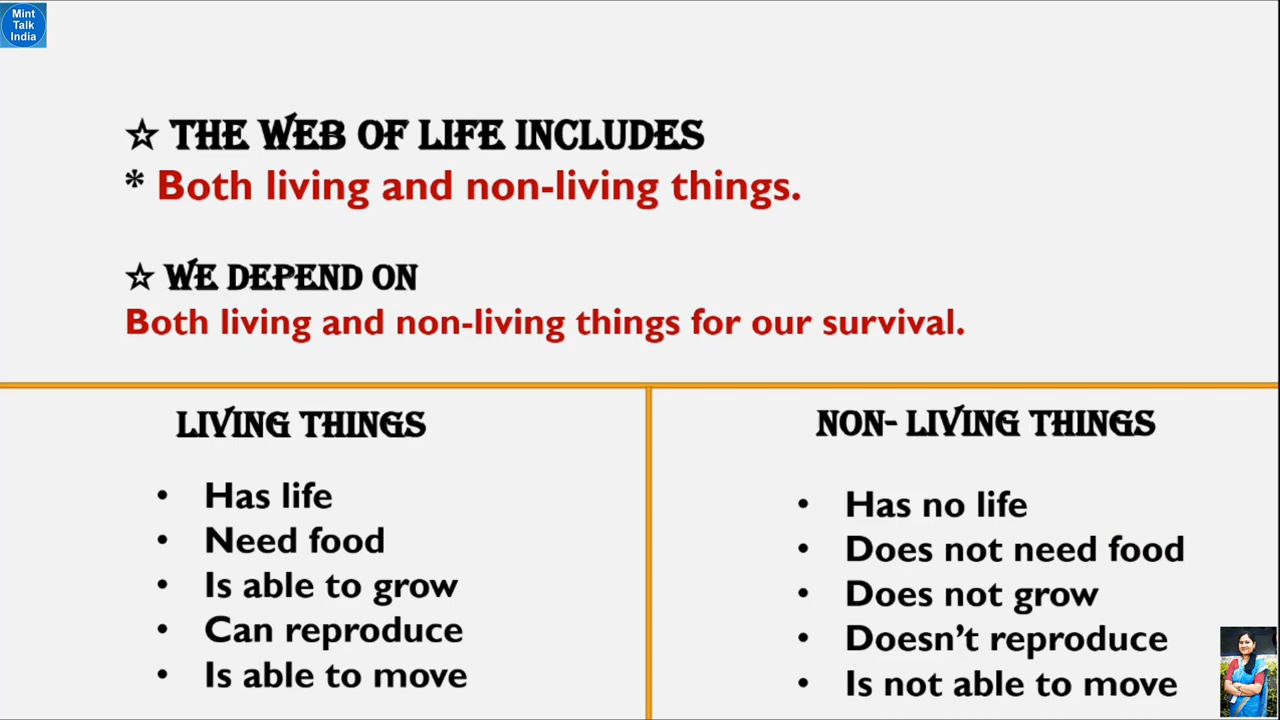 Mint
Talk
India
☆ THE WEB OF LIFE INCLUDES
* Both living and non-living things.
☆ WE DEPEND ON
Both living and non-living things for our survival.
LIVING THINGS
• Has life
• Need food
• Is able to grow
• Can reproduce
• Is able to move
NON- LIVING THINGS
• Has no life
• Does not need food
• Does not grow
• Doesn’t reproduce
• Is not able to move